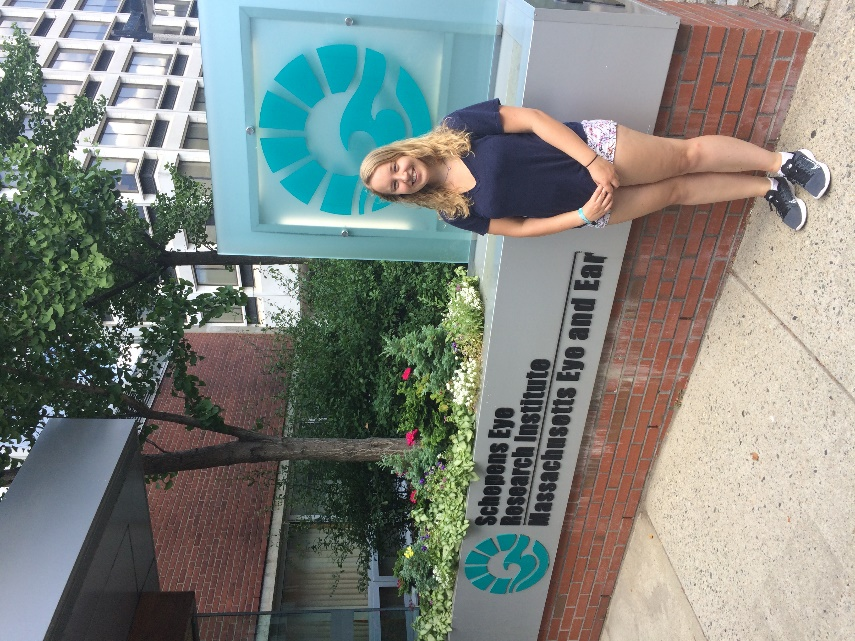 Schepens Eye
Research Institute
Massachusetts Eye and Ear